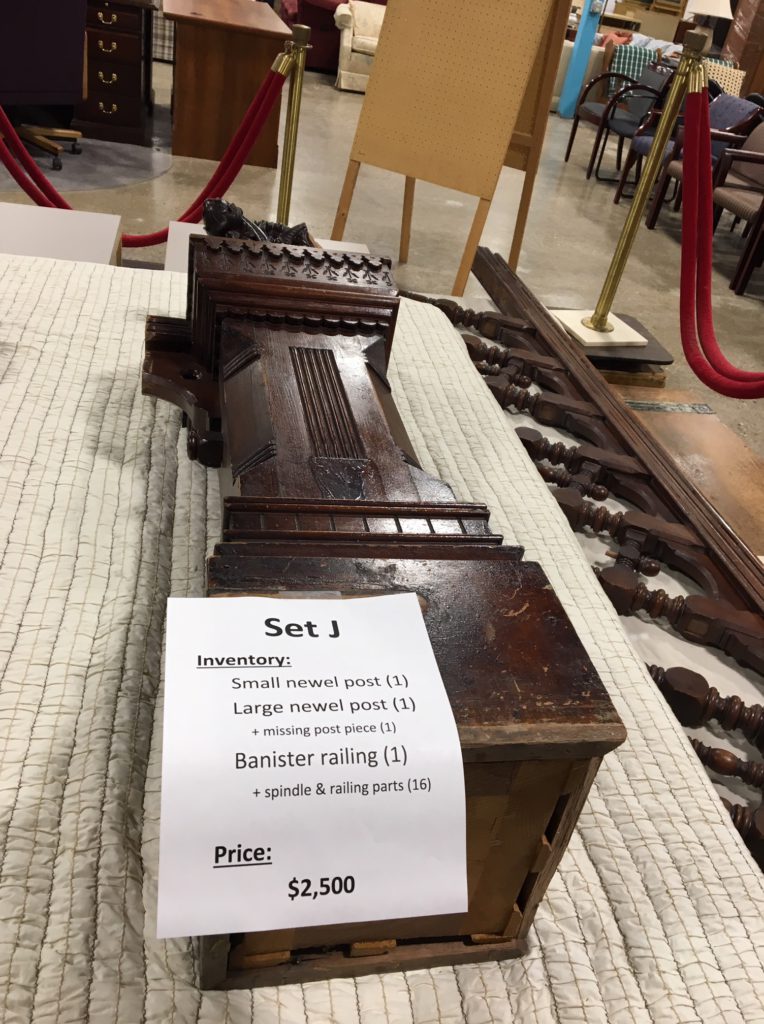 Set J
Inventory:
Small newel post (1)
Large newel post (1)
+ missing post piece (1)
Banister railing (1)
+ spindle & railing parts (16)
Price:
$2,500